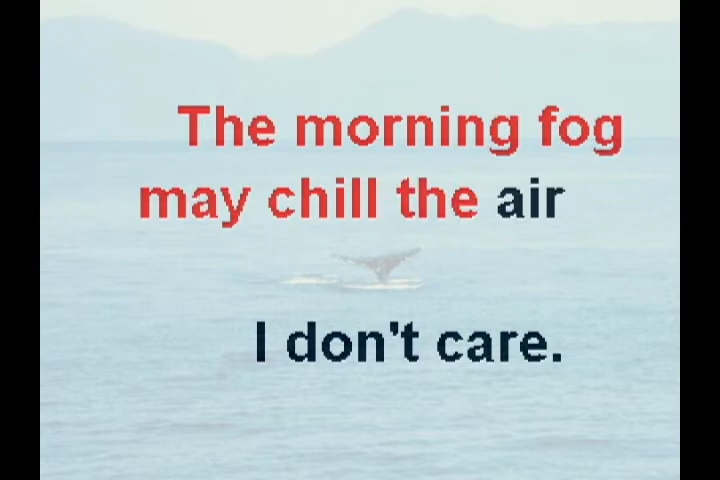 The morning fog
may chill the air
I don't care.